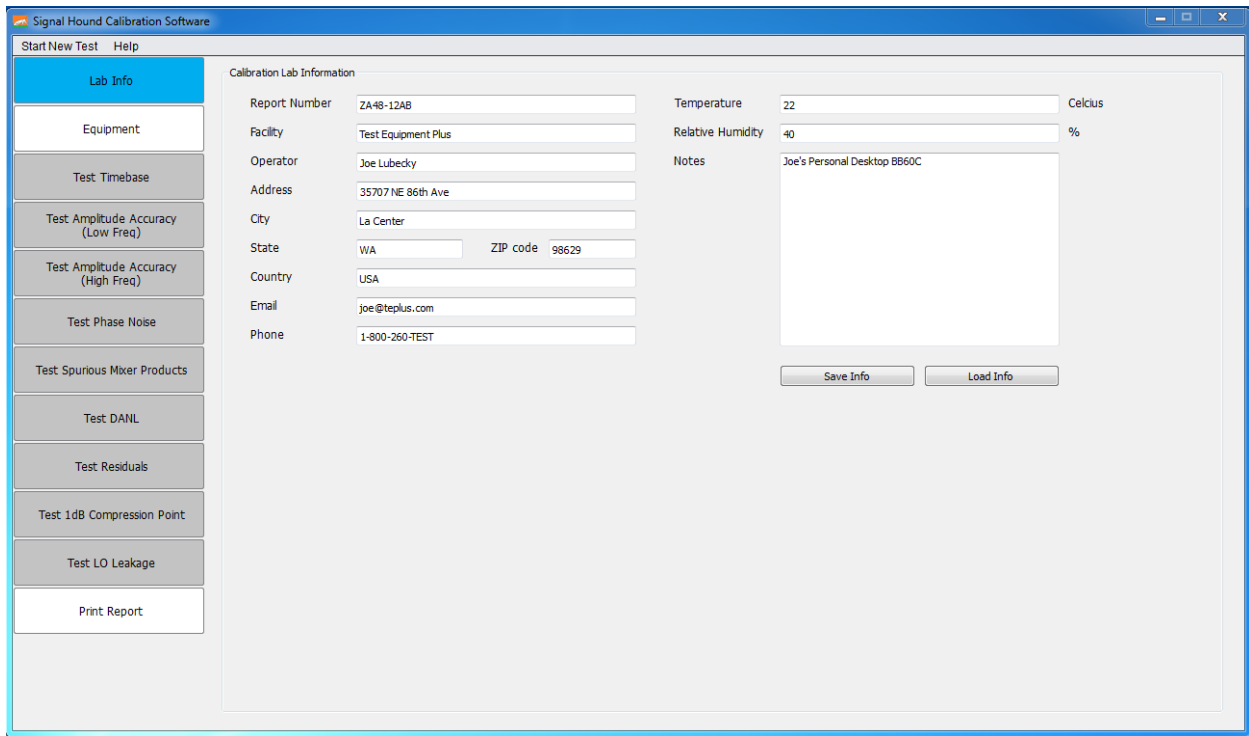 Signal Hound Calibration Software
Start New Test Help
Lab Info
Equipment
Test Timebase
Test Amplitude Accuracy
(Low Freq)
Test Amplitude Accuracy
(High Freq)
Test Phase Noise
Test Spurious Mixer Products
Test DANL
Test Residuals
Test 1dB Compression Point
Test LO Leakage
Print Report
Calibration Lab Information
Report Number ZA48-12AB
Facility Test Equipment Plus
Operator Joe Lubecky
Address 35707 NE 86th Ave
City La Center
State WA ZIP code 98629
Country USA
Email joe@teplus.com
Phone 1-800-260-TEST
Temperature 22 Celcius
Relative Humidity 40 %
Notes Joe's Personal Desktop BB60C
Save Info Load Info